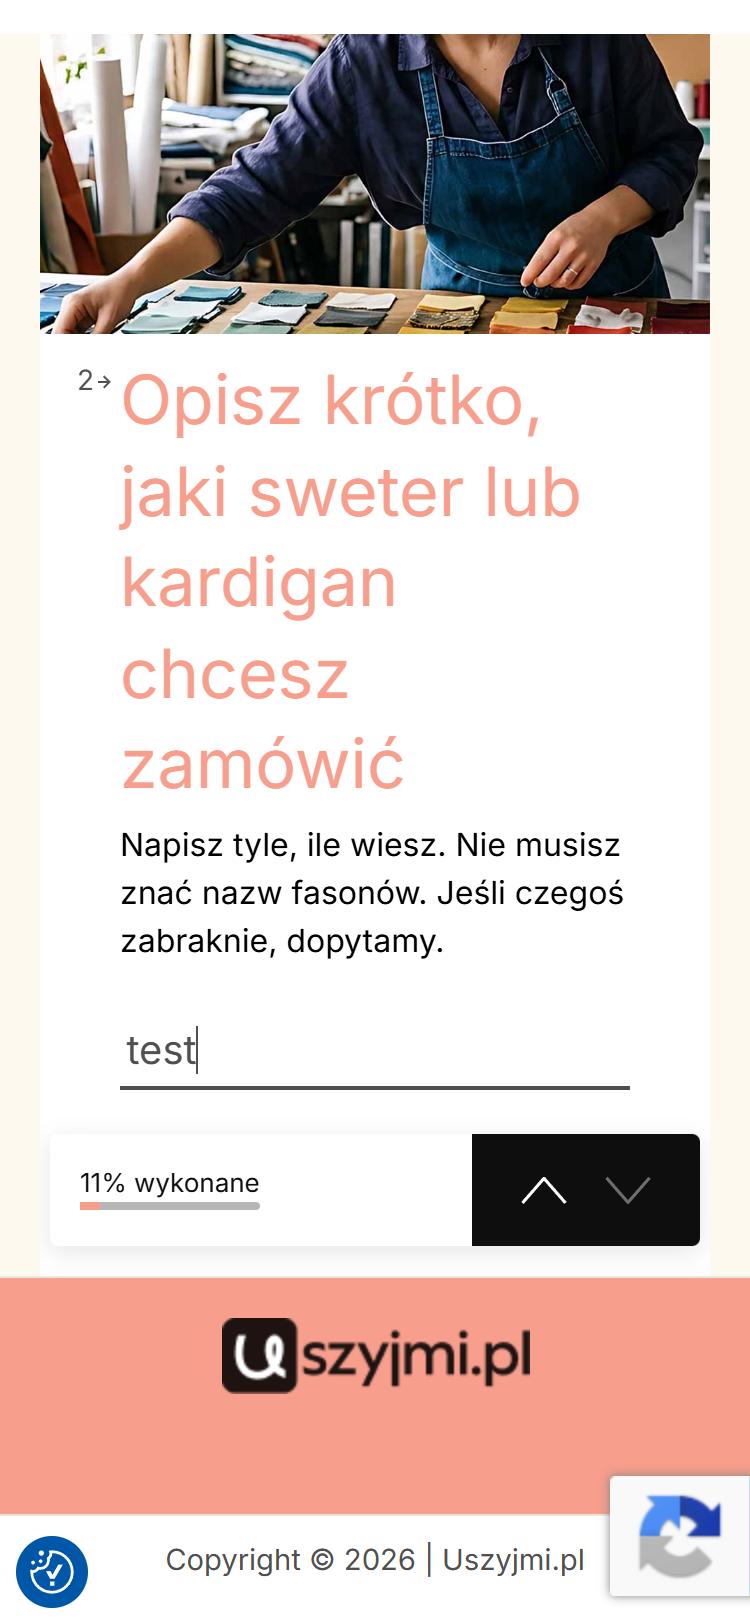 2→ Opisz krótko,
jaki sweter lub
kardigan
chcesz
zamówić
Napisz tyle, ile wiesz. Nie musisz
znać nazw fasonów. Jeśli czegoś
zabraknie, dopytamy.
test
11% wykonane
uszyjmi.pl
Copyright © 2026 | Uszyjmi.pl